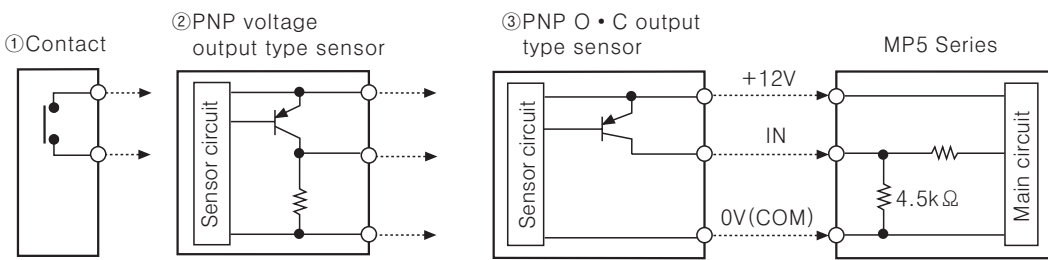 ①Contact
②PNP voltage
output type sensor
③PNP O • C output
type sensor
MP5 Series
Sensor circuit
Sensor circuit
+12V
IN
0V(COM)
4.5kΩ
Main circuit